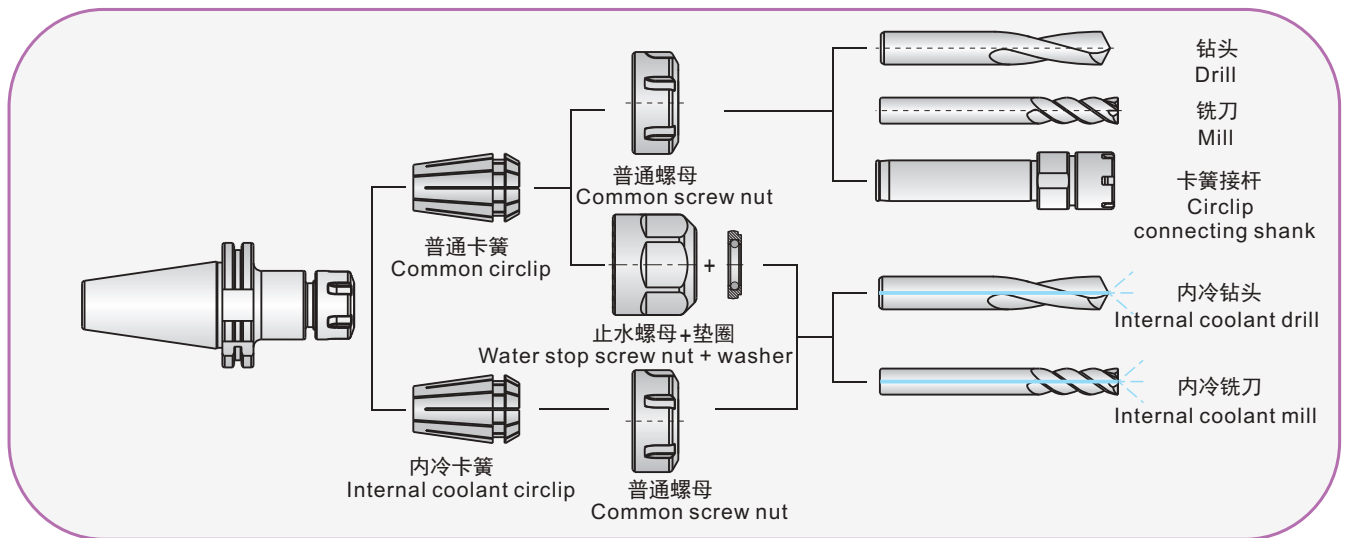 普通卡簧
Common circlip
内冷卡簧
Internal coolant circlip
普通螺母
Common screw nut
+
止水螺母+垫圈
Water stop screw nut + washer
普通螺母
Common screw nut
钻头
Drill
铣刀
Mill
卡簧接杆
Circlip
connecting shank
内冷钻头
Internal coolant drill
内冷铣刀
Internal coolant mill